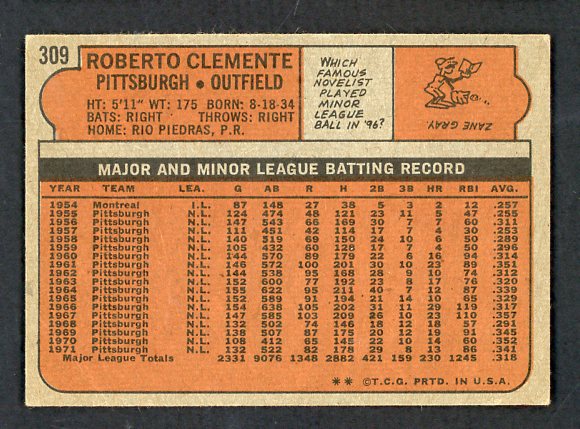 309
ROBERTO CLEMENTE
PITTSBURGH • OUTFIELD
HT: 5'11" WT: 175 BORN: 8-18-34
BATS: RIGHT THROWS: RIGHT
HOME: RIO PIEDRAS, P.R.
WHICH
FAMOUS
NOVELIST
PLAYED
MINOR
LEAGUE
BALL IN '96?
ZANE GRAY.
MAJOR AND MINOR LEAGUE BATTING RECORD
YEAR TEAM LEA. G AB R H 2B 3B HR RBI AVG.
1954 Montreal I.L. 87 148 27 38 5 3 2 12 .257
1955 Pittsburgh N.L. 124 474 48 121 23 11 5 47 .255
1956 Pittsburgh N.L. 147 543 66 169 30 7 7 60 .311
1957 Pittsburgh N.L. 111 451 42 114 17 7 4 30 .253
1958 Pittsburgh N.L. 140 519 69 150 24 10 6 50 .289
1959 Pittsburgh N.L. 105 432 60 128 17 7 4 50 .296
1960 Pittsburgh N.L. 144 570 89 179 22 6 16 94 .314
1961 Pittsburgh N.L. 146 572 100 201 30 10 23 89 .351
1962 Pittsburgh N.L. 144 538 95 168 28 9 10 74 .312
1963 Pittsburgh N.L. 152 600 77 192 23 8 17 76 .320
1964 Pittsburgh N.L. 155 622 95 211 40 7 12 87 .339
1965 Pittsburgh N.L. 152 589 91 194 21 14 10 65 .329
1966 Pittsburgh N.L. 154 638 105 202 31 11 29 119 .317
1967 Pittsburgh N.L. 147 585 103 209 26 10 23 110 .357
1968 Pittsburgh N.L. 132 502 74 146 18 12 18 57 .291
1969 Pittsburgh N.L. 138 507 87 175 20 12 19 91 .345
1970 Pittsburgh N.L. 108 412 65 145 22 10 14 60 .352
1971 Pittsburgh N.L. 132 522 82 178 29 8 13 86 .341
Major League Totals 2331 9076 1348 2882 421 159 230 1245 .318
** © T.C.G. PRTD. IN U.S.A.